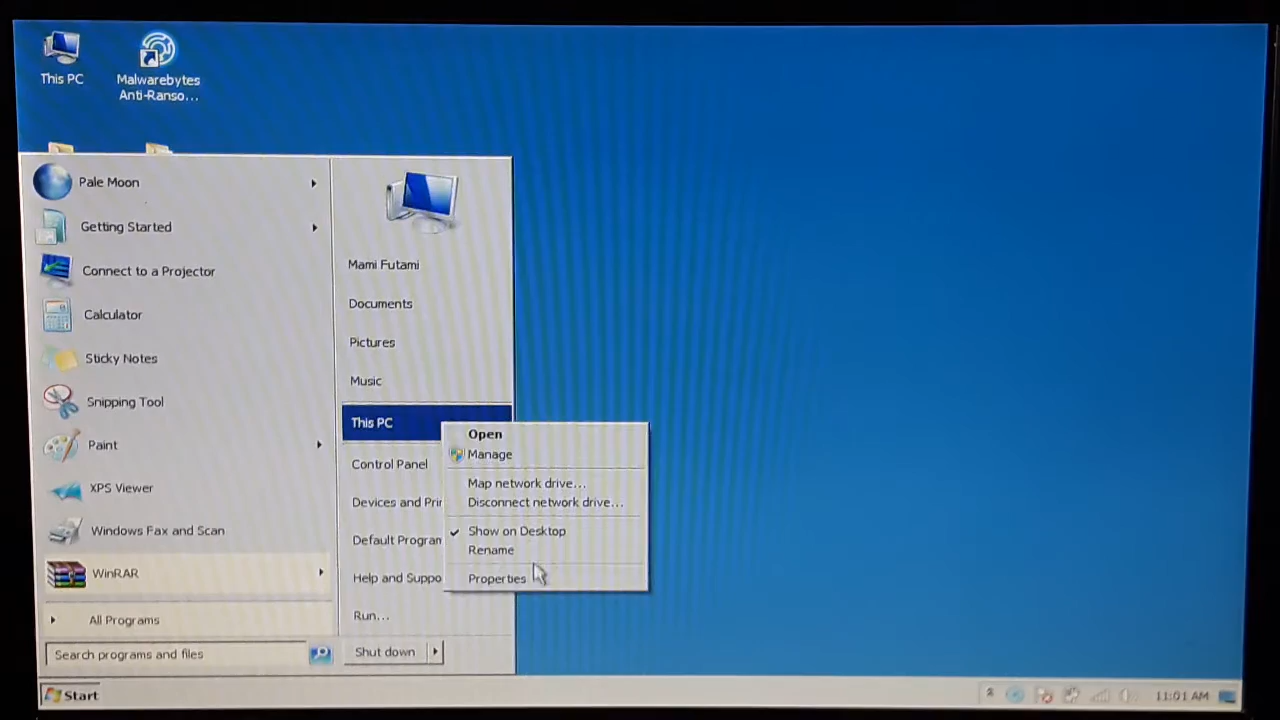 This PC
Malwarebytes
Anti-Ranso...
Pale Moon
Getting Started
Connect to a Projector
Calculator
Sticky Notes
Snipping Tool
Paint
XPS Viewer
Windows Fax and Scan
WinRAR
All Programs
Search programs and files
Mami Futami
Documents
Pictures
Music
This PC
Control Panel
Devices and Prin
Default Program
Help and Suppo
Run...
Shut down
Open
Manage
Map network drive...
Disconnect network drive...
Show on Desktop
Rename
Properties
Start
11:01 AM